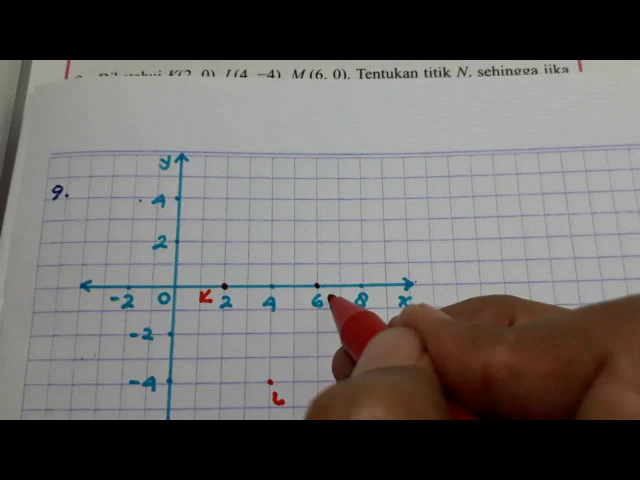 Diketahui K(2, 0), L(4, −4), M(6, 0). Tentukan titik N, sehingga jika
y
9.
4
2
-2 0 K 2 4 6 8 x
-2
-4
L